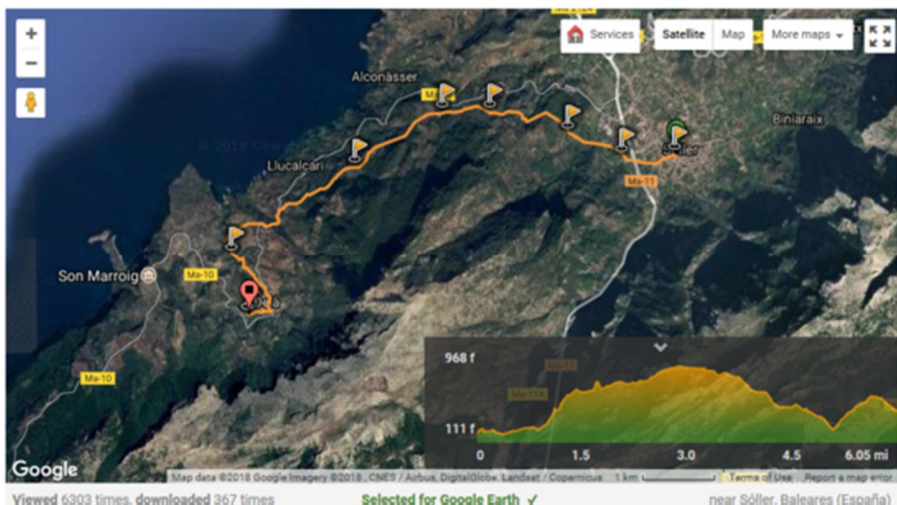 +
Services
Satellite
Map
More maps
−
Alconàsser
Biniaraix
Llucalcari
Ma-11
Son Marroig
Ma-10
Ma-10
968 f
Ma-11
111 f
0 1.5 3.0 4.5 6.05 mi
Google
Map data ©2018 Google Imagery ©2018 , CNES / Airbus, DigitalGlobe, Landsat / Copernicus 1 km Terms of Use Report a map error
Viewed 6303 times, downloaded 367 times Selected for Google Earth ✓ near Sóller, Baleares (España)